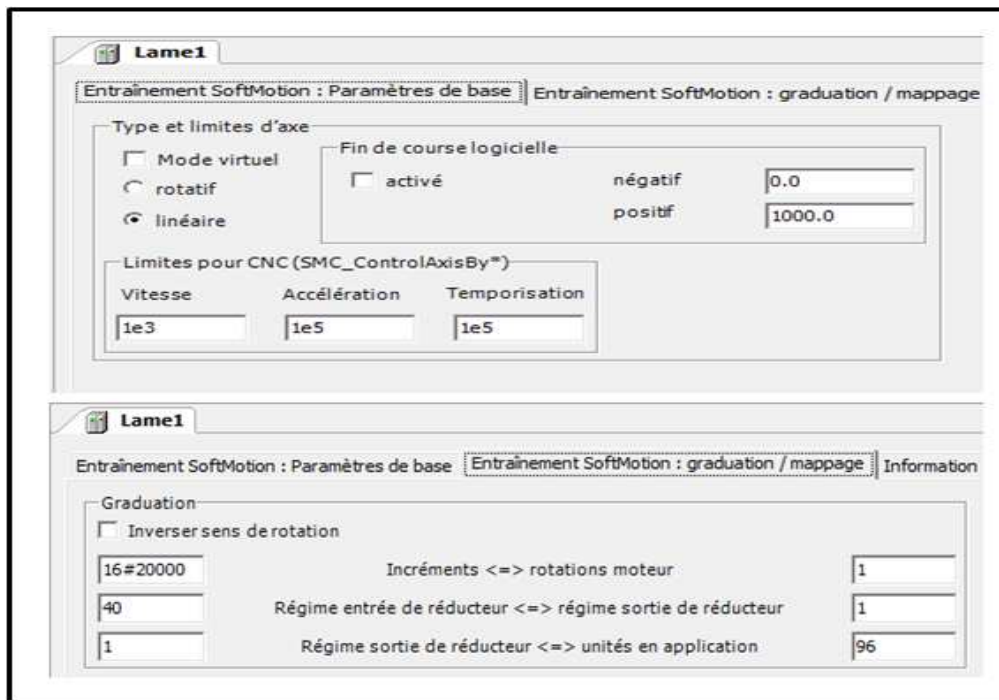 Lame1
Entraînement SoftMotion : Paramètres de base Entraînement SoftMotion : graduation / mappage
Type et limites d'axe
Mode virtuel
rotatif
linéaire
Fin de course logicielle
activé
négatif 0.0
positif 1000.0
Limites pour CNC (SMC_ControlAxisBy*)
Vitesse Accélération Temporisation
1e3 1e5 1e5
Lame1
Entraînement SoftMotion : Paramètres de base Entraînement SoftMotion : graduation / mappage Information
Graduation
Inverser sens de rotation
16#20000 Incréments <=> rotations moteur 1
40 Régime entrée de réducteur <=> régime sortie de réducteur 1
1 Régime sortie de réducteur <=> unités en application 96